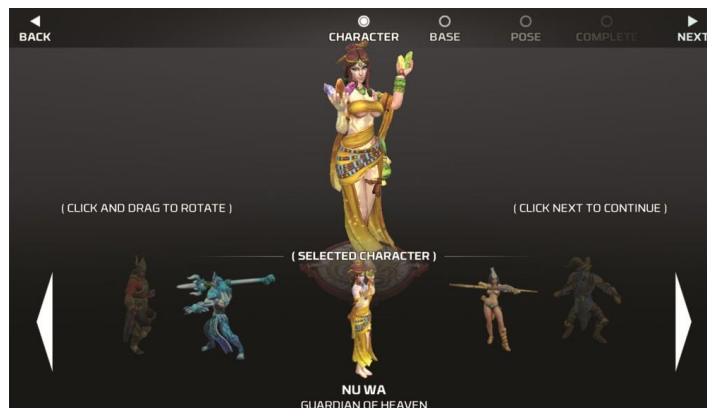 BACK
CHARACTER
BASE
POSE
COMPLETE
NEXT
( CLICK AND DRAG TO ROTATE )
( CLICK NEXT TO CONTINUE )
( SELECTED CHARACTER )
NU WA
GUARDIAN OF HEAVEN